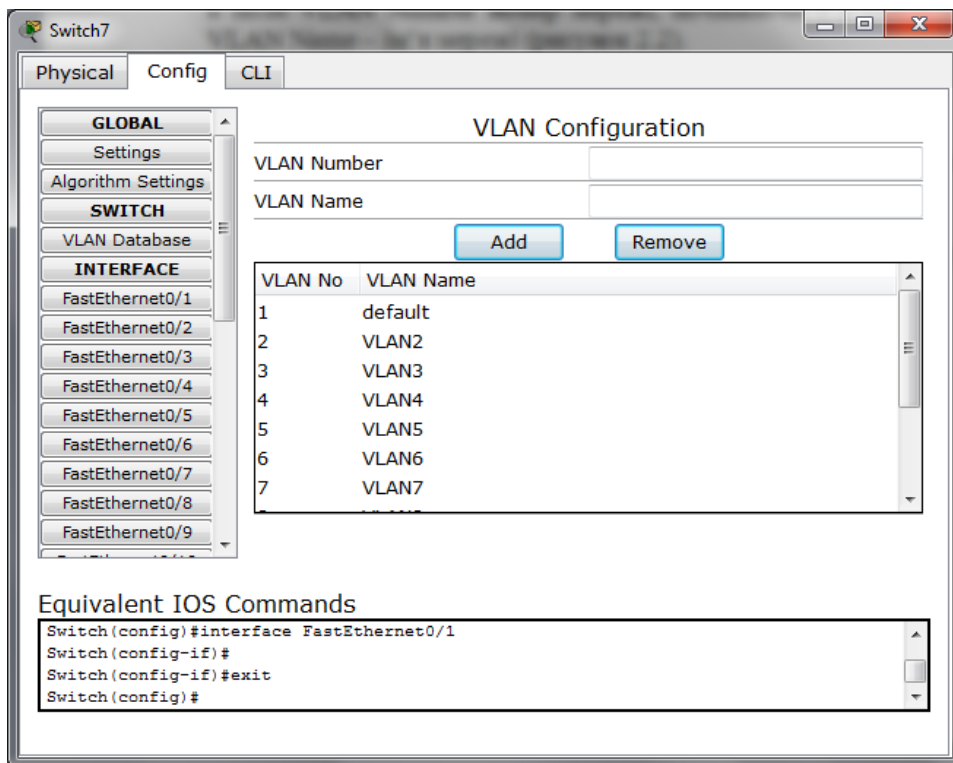 Switch7
Physical Config CLI
GLOBAL
Settings
Algorithm Settings
SWITCH
VLAN Database
INTERFACE
FastEthernet0/1
FastEthernet0/2
FastEthernet0/3
FastEthernet0/4
FastEthernet0/5
FastEthernet0/6
FastEthernet0/7
FastEthernet0/8
FastEthernet0/9
VLAN Configuration
VLAN Number
VLAN Name
Add Remove
VLAN No VLAN Name
1 default
2 VLAN2
3 VLAN3
4 VLAN4
5 VLAN5
6 VLAN6
7 VLAN7
Equivalent IOS Commands
Switch(config)#interface FastEthernet0/1
Switch(config-if)#
Switch(config-if)#exit
Switch(config)#